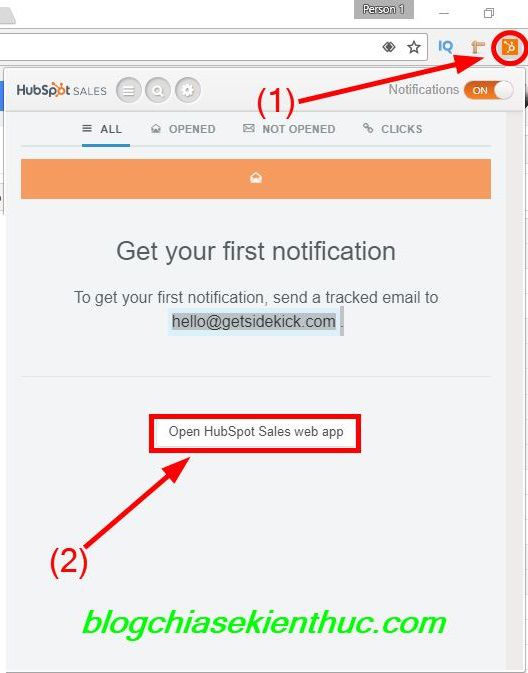 Person 1
IQ
HubSpot SALES
(1)
Notifications ON
ALL OPENED NOT OPENED CLICKS
Get your first notification
To get your first notification, send a tracked email to
hello@getsidekick.com .
Open HubSpot Sales web app
(2)
blogchiasekienthuc.com